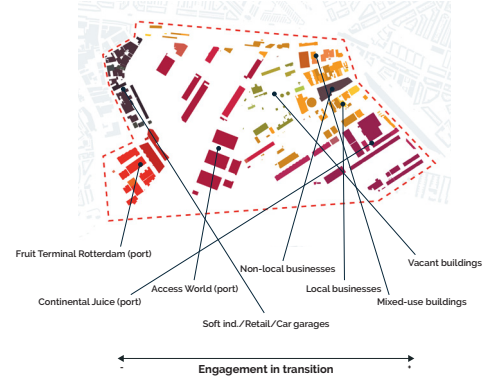 Fruit Terminal Rotterdam (port)
Vacant buildings
Non-local businesses
Continental Juice (port)
Access World (port)
Local businesses
Mixed-use buildings
Soft ind./Retail/Car garages
- Engagement in transition +